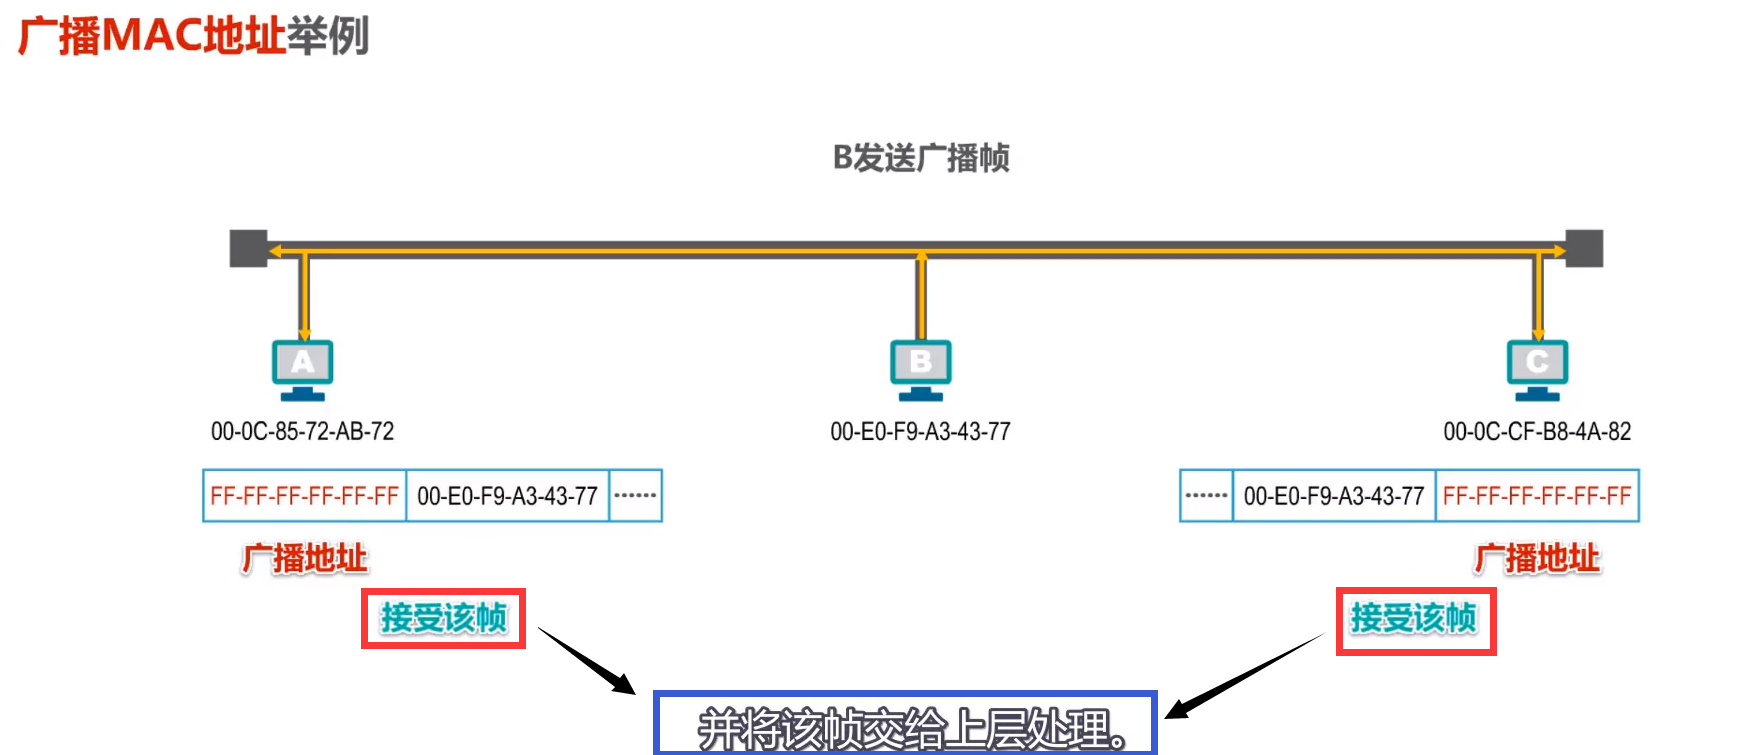 广播MAC地址举例
B发送广播帧
A
B
C
00-0C-85-72-AB-72
00-E0-F9-A3-43-77
00-0C-CF-B8-4A-82
FF-FF-FF-FF-FF-FF 00-E0-F9-A3-43-77 ······
······ 00-E0-F9-A3-43-77 FF-FF-FF-FF-FF-FF
广播地址
广播地址
接受该帧
接受该帧
并将该帧交给上层处理。